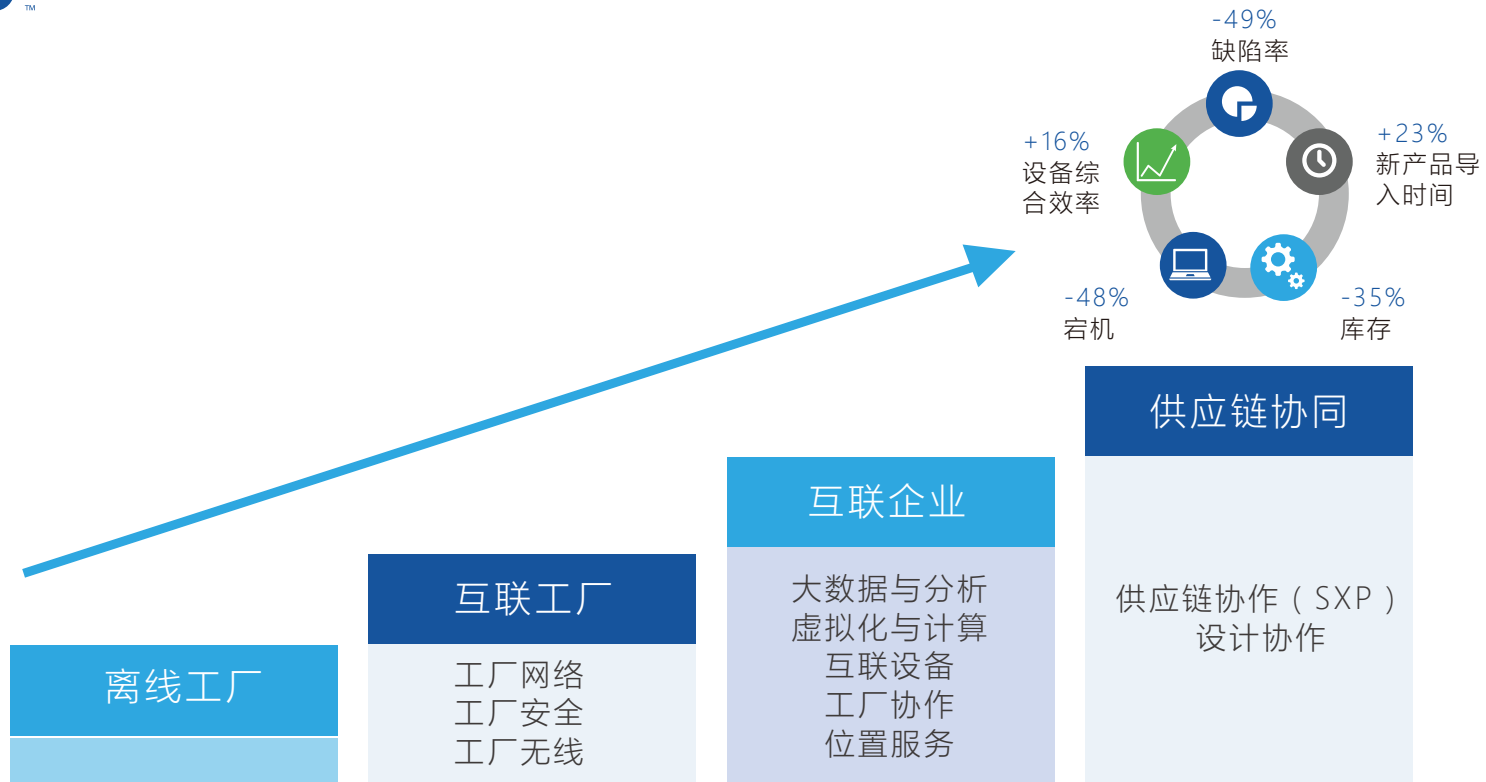 TM
-49%
缺陷率
+16%
设备综
合效率
+23%
新产品导
入时间
-48%
宕机
-35%
库存
离线工厂
互联工厂
工厂网络
工厂安全
工厂无线
互联企业
大数据与分析
虚拟化与计算
互联设备
工厂协作
位置服务
供应链协同
供应链协作（SXP）
设计协作